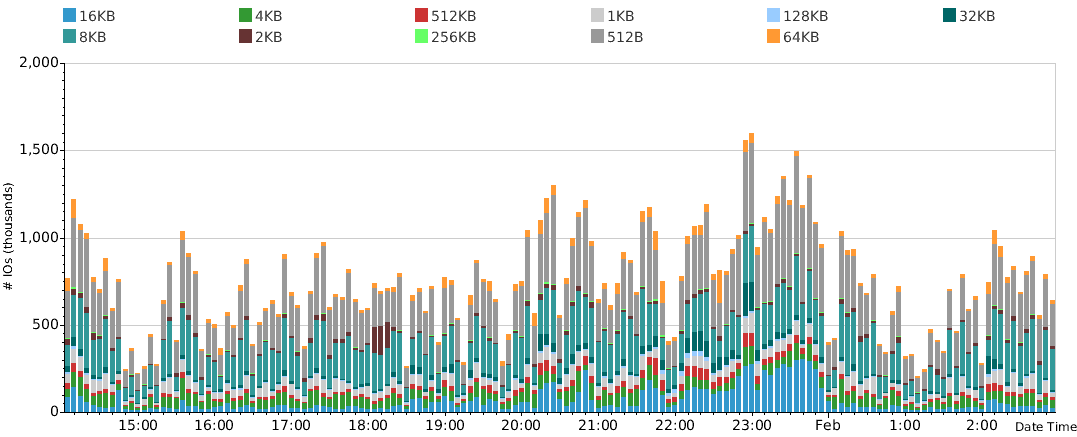 16KB 4KB 512KB 1KB 128KB 32KB
8KB 2KB 256KB 512B 64KB
2,000
1,500
1,000
500
0
# IOs (thousands)
15:00 16:00 17:00 18:00 19:00 20:00 21:00 22:00 23:00 Feb 1:00 2:00 Date Time